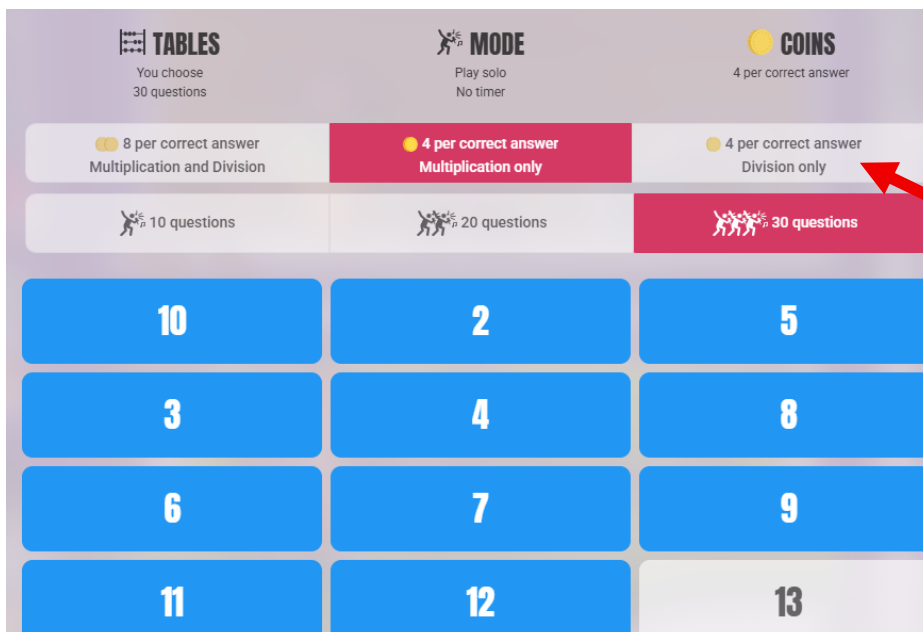 TABLES
You choose
30 questions
MODE
Play solo
No timer
COINS
4 per correct answer
8 per correct answer
Multiplication and Division
4 per correct answer
Multiplication only
4 per correct answer
Division only
10 questions
20 questions
30 questions
10
2
5
3
4
8
6
7
9
11
12
13